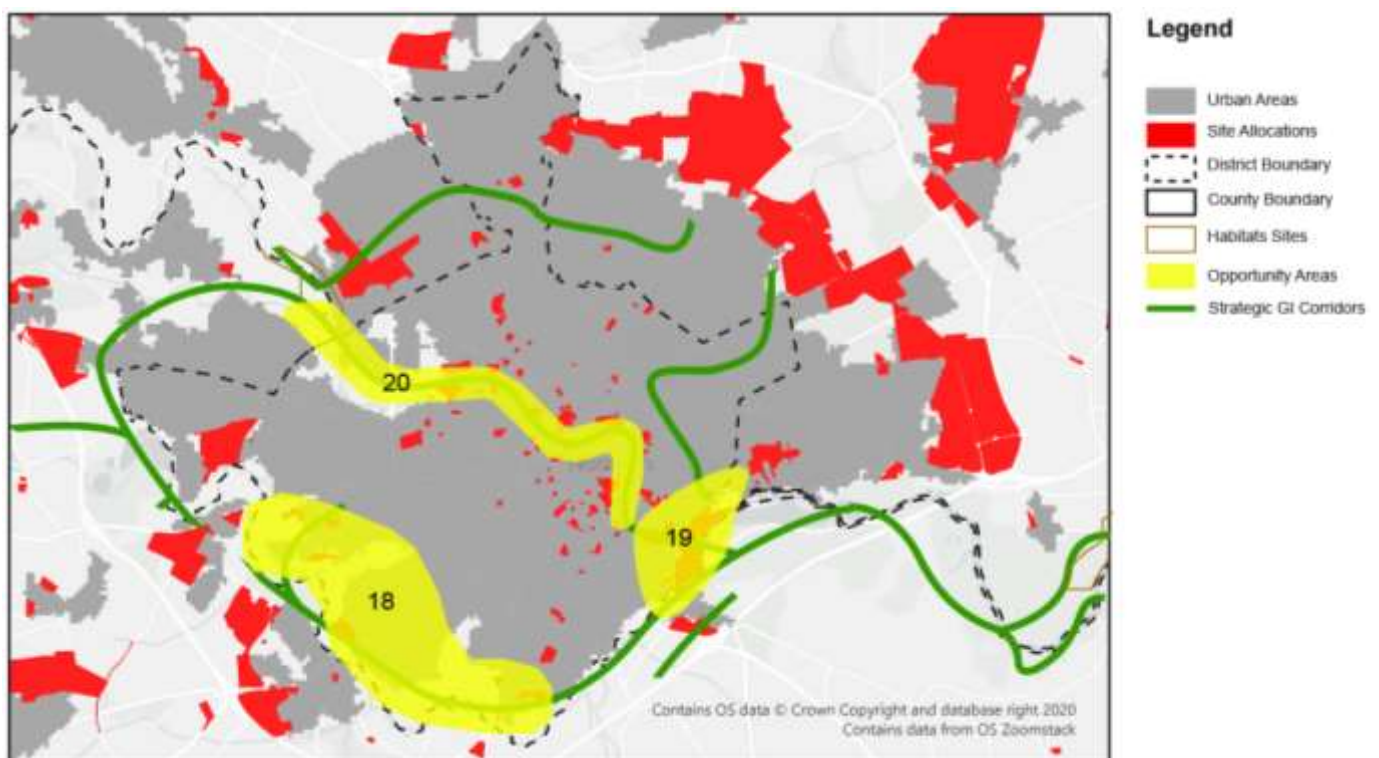 Legend
Urban Areas
Site Allocations
District Boundary
County Boundary
Habitats Sites
Opportunity Areas
Strategic GI Corridors
20
19
18
Contains OS data © Crown Copyright and database right 2020
Contains data from OS Zoomstack